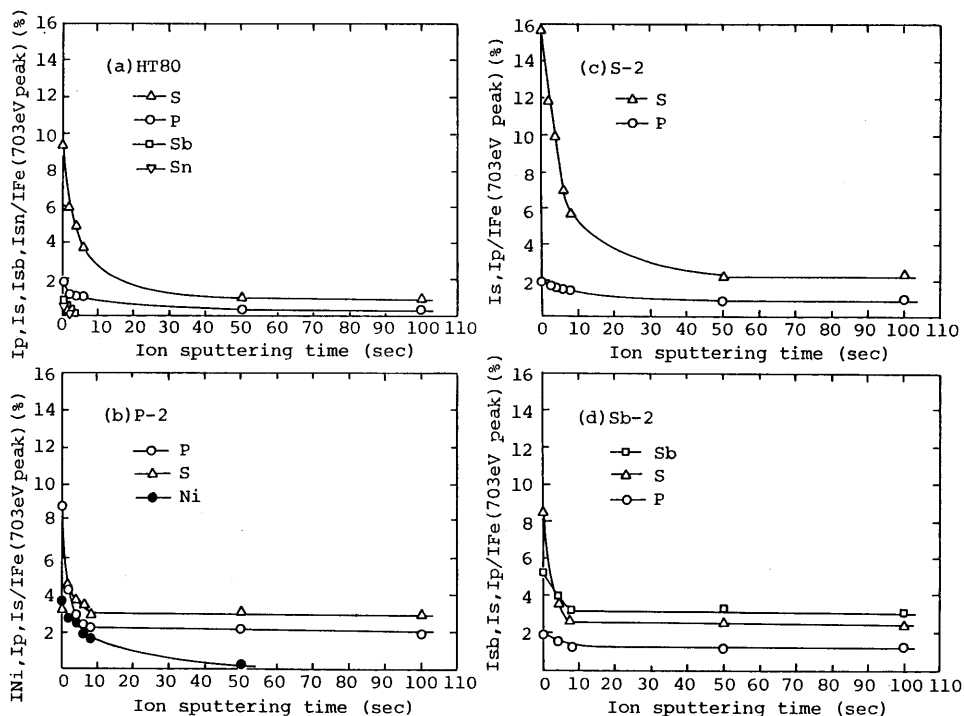 Ip,Is,Isb,Isn/IFe(703eV peak)(%)
16
14
12
10
8
6
4
2
(a)HT80
S
P
Sb
Sn
0 10 20 30 40 50 60 70 80 90 100 110
Ion sputtering time (sec)
Is,Ip/IFe(703eV peak)(%)
16
14
12
10
8
6
4
2
(c)S-2
S
P
0 10 20 30 40 50 60 70 80 90 100 110
Ion sputtering time (sec)
INi,Ip,Is/IFe(703eV peak)(%)
16
14
12
10
8
6
4
2
(b)P-2
P
S
Ni
0 10 20 30 40 50 60 70 80 90 100 110
Ion sputtering time (sec)
Isb,Is,Ip/IFe(703eV peak)(%)
16
14
12
10
8
6
4
2
(d)Sb-2
Sb
S
P
0 10 20 30 40 50 60 70 80 90 100 110
Ion sputtering time (sec)